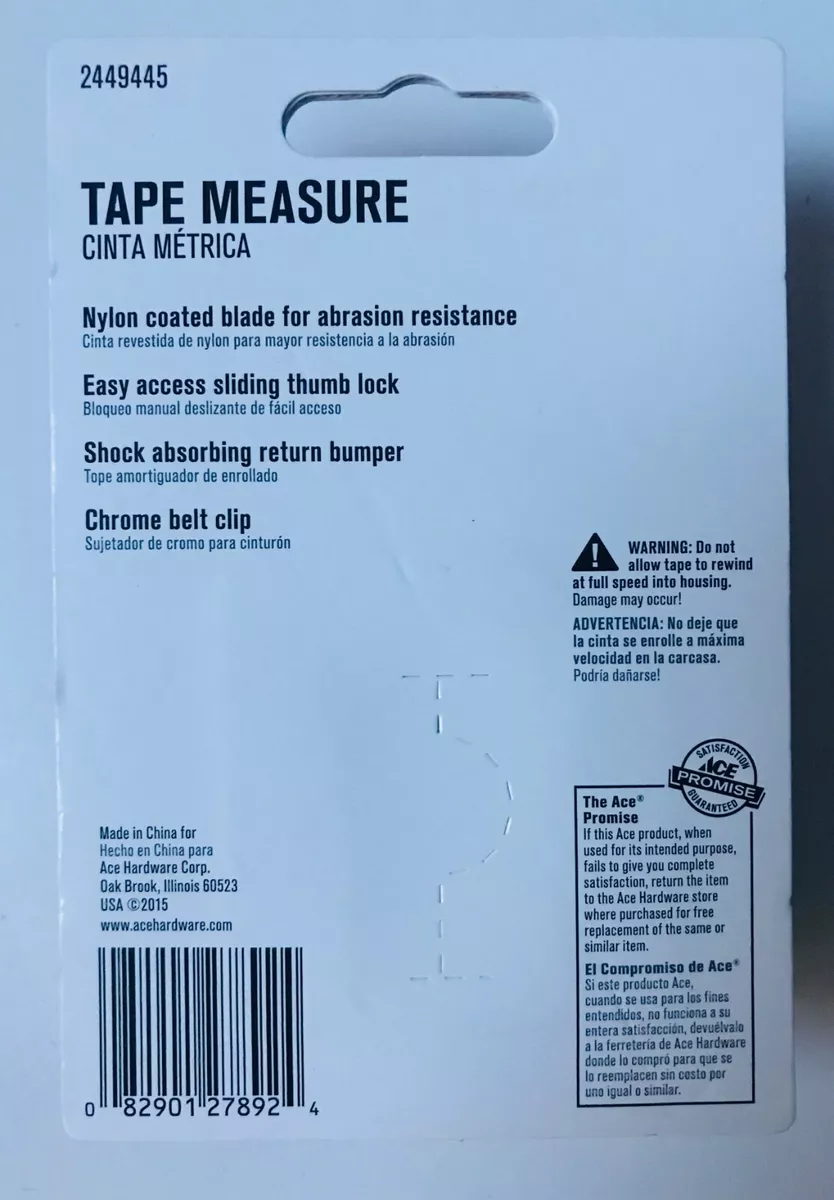 2449445
TAPE MEASURE
CINTA MÉTRICA
Nylon coated blade for abrasion resistance
Cinta revestida de nylon para mayor resistencia a la abrasión
Easy access sliding thumb lock
Bloqueo manual deslizante de fácil acceso
Shock absorbing return bumper
Tope amortiguador de enrollado
Chrome belt clip
Sujetador de cromo para cinturón
WARNING: Do not
allow tape to rewind
at full speed into housing.
Damage may occur!
ADVERTENCIA: No deje que
la cinta se enrolle a máxima
velocidad en la carcasa.
Podría dañarse!
SATISFACTION
ACE
PROMISE
GUARANTEED
The Ace®
Promise
If this Ace product, when
used for its intended purpose,
fails to give you complete
satisfaction, return the item
to the Ace Hardware store
where purchased for free
replacement of the same or
similar item.
El Compromiso de Ace®
Si este producto Ace,
cuando se usa para los fines
entendidos, no funciona a su
entera satisfacción, devuélvalo
a la ferretería de Ace Hardware
donde lo compró para que se
lo reemplacen sin costo por
uno igual o similar.
Made in China for
Hecho en China para
Ace Hardware Corp.
Oak Brook, Illinois 60523
USA ©2015
www.acehardware.com
0 82901 27892 4